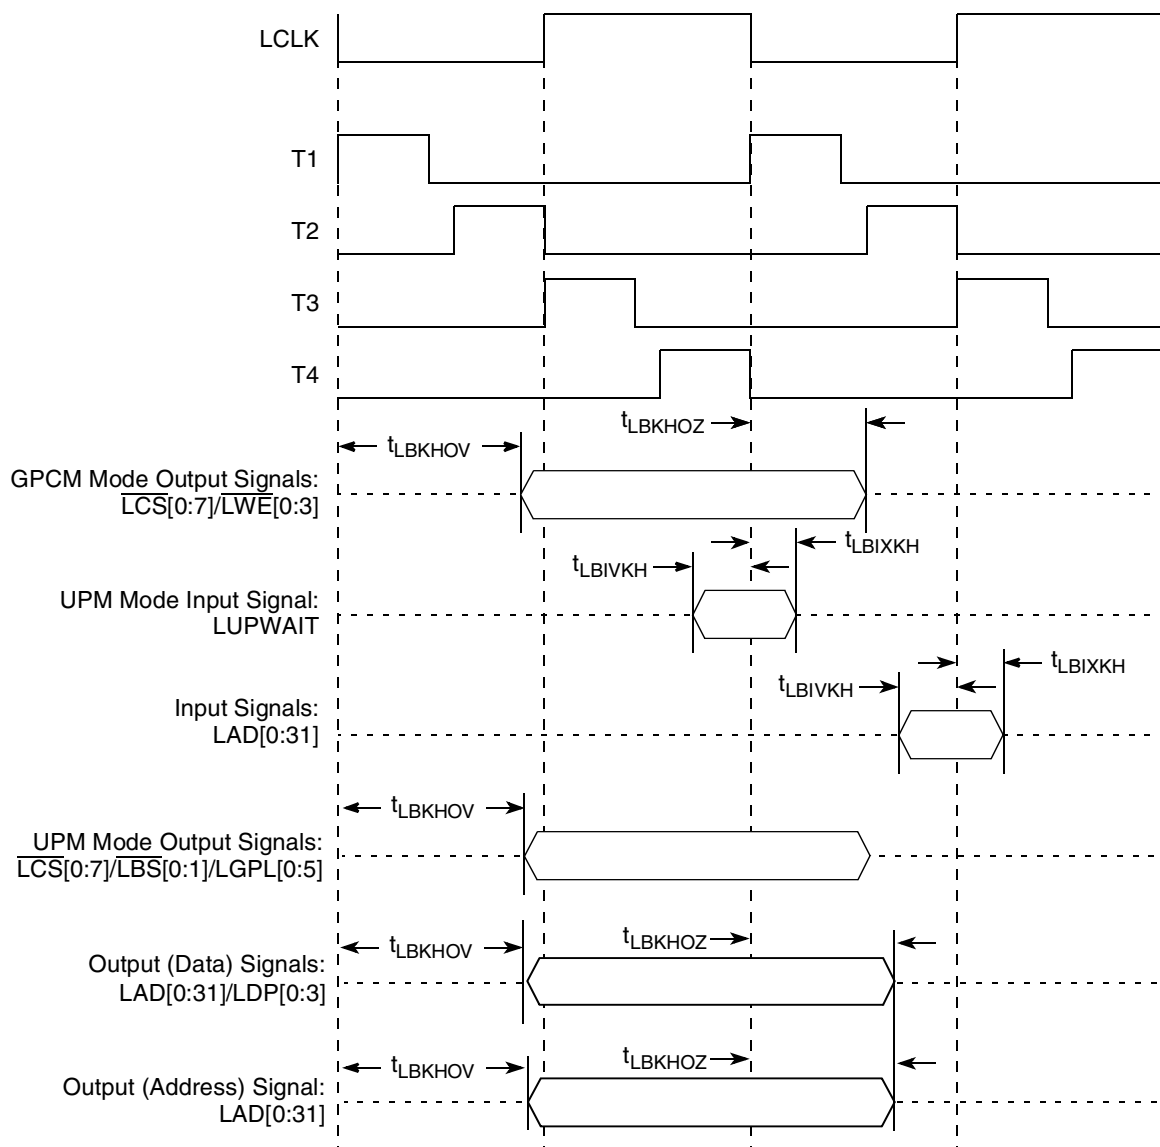 LCLK
T1
T2
T3
T4
tLBKHOZ
tLBKHOV
GPCM Mode Output Signals:
LCS[0:7]/LWE[0:3]
tLBIXKH
tLBIVKH
UPM Mode Input Signal:
LUPWAIT
tLBIXKH
tLBIVKH
Input Signals:
LAD[0:31]
tLBKHOV
UPM Mode Output Signals:
LCS[0:7]/LBS[0:1]/LGPL[0:5]
tLBKHOV
tLBKHOZ
Output (Data) Signals:
LAD[0:31]/LDP[0:3]
tLBKHOV
tLBKHOZ
Output (Address) Signal:
LAD[0:31]